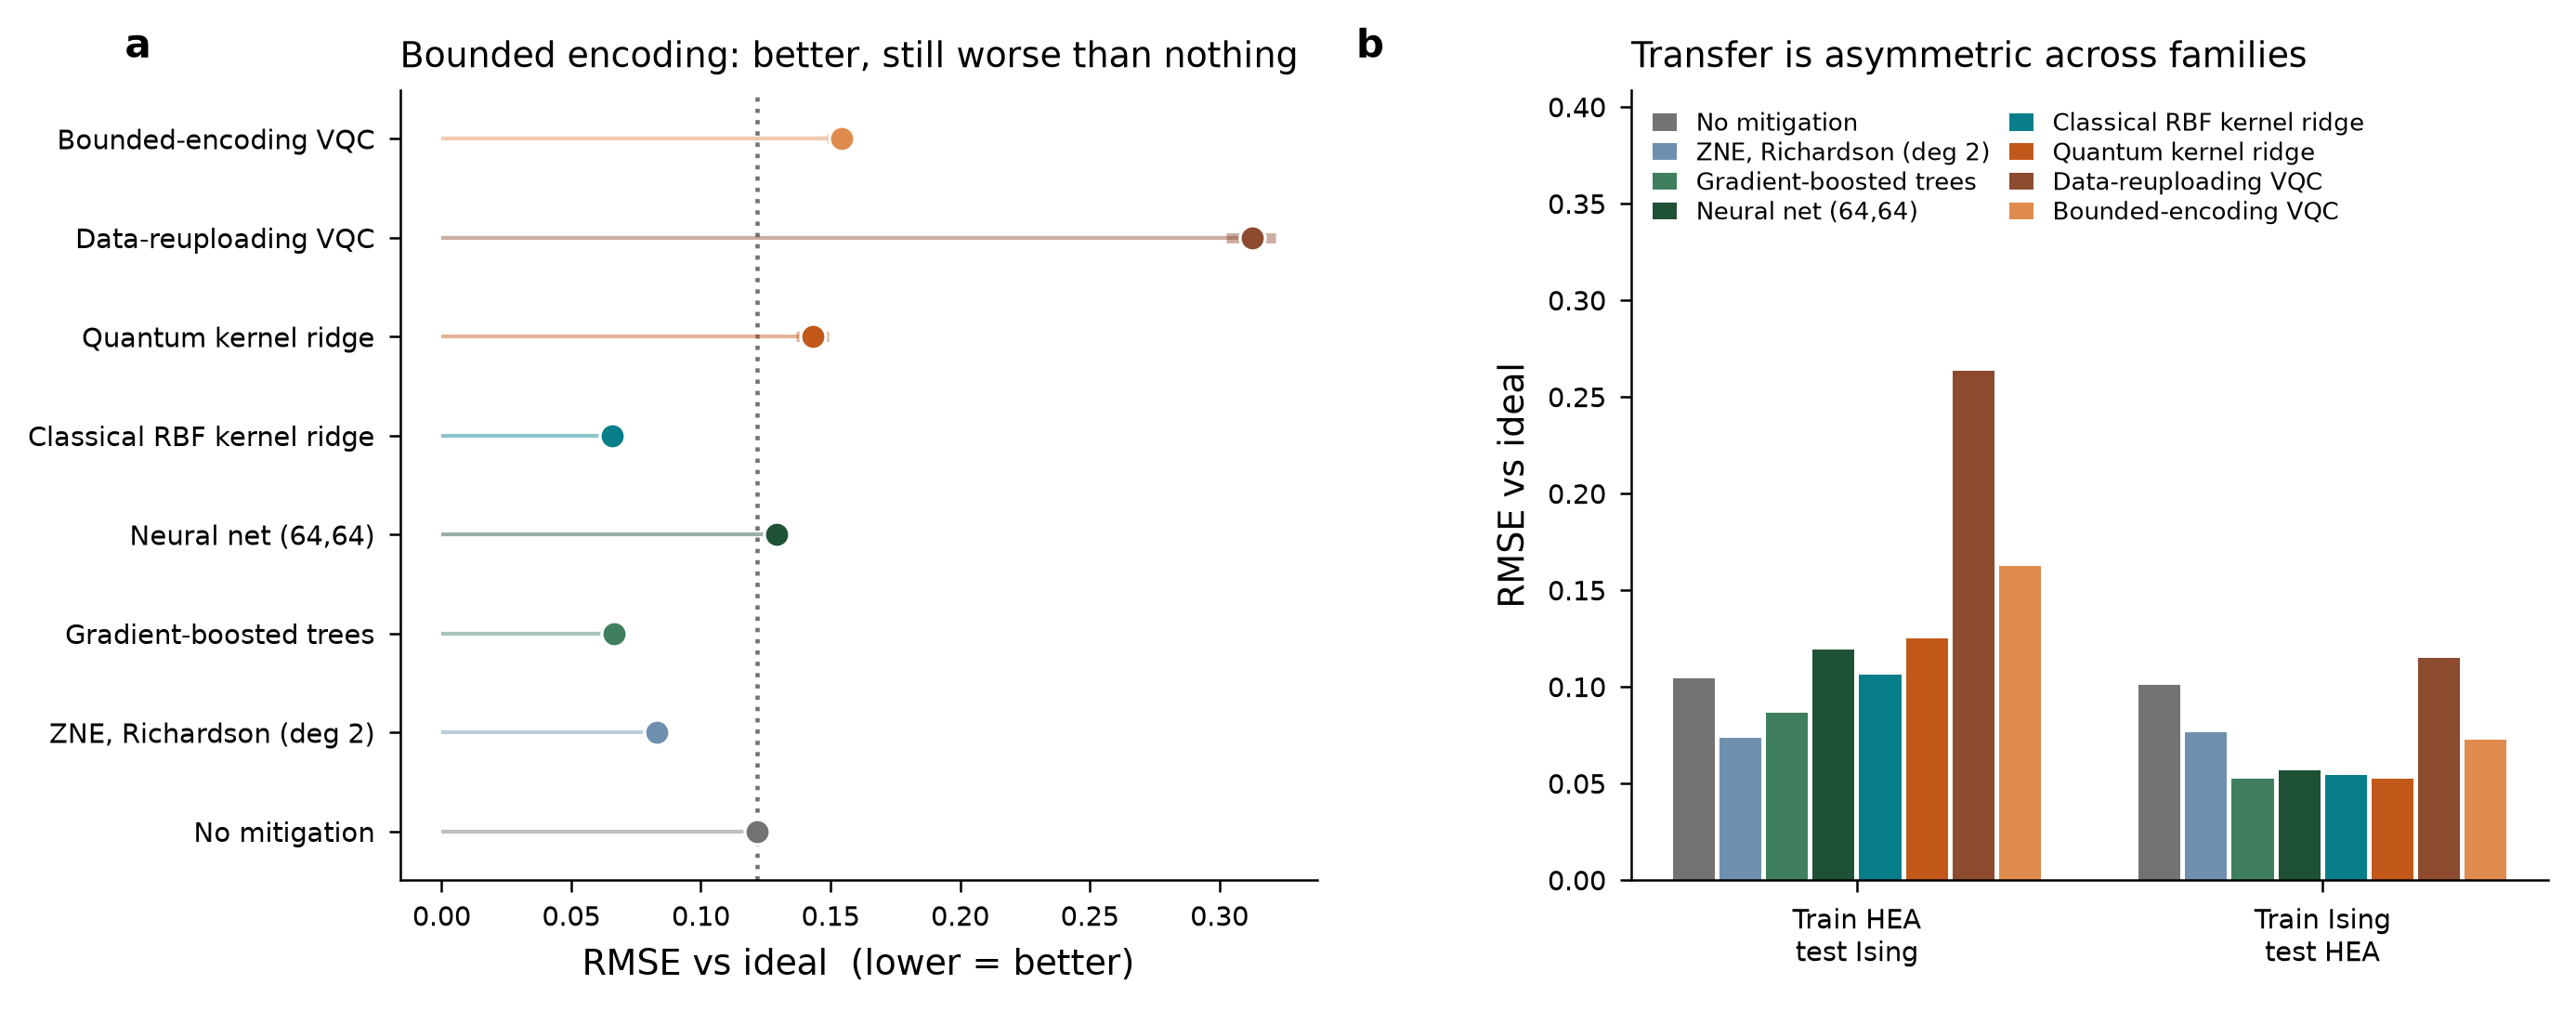 a
Bounded encoding: better, still worse than nothing
Bounded-encoding VQC
Data-reuploading VQC
Quantum kernel ridge
Classical RBF kernel ridge
Neural net (64,64)
Gradient-boosted trees
ZNE, Richardson (deg 2)
No mitigation
0.00 0.05 0.10 0.15 0.20 0.25 0.30
RMSE vs ideal (lower = better)
b
Transfer is asymmetric across families
RMSE vs ideal
0.40
0.35
0.30
0.25
0.20
0.15
0.10
0.05
0.00
No mitigation
ZNE, Richardson (deg 2)
Gradient-boosted trees
Neural net (64,64)
Classical RBF kernel ridge
Quantum kernel ridge
Data-reuploading VQC
Bounded-encoding VQC
Train HEA
test Ising
Train Ising
test HEA